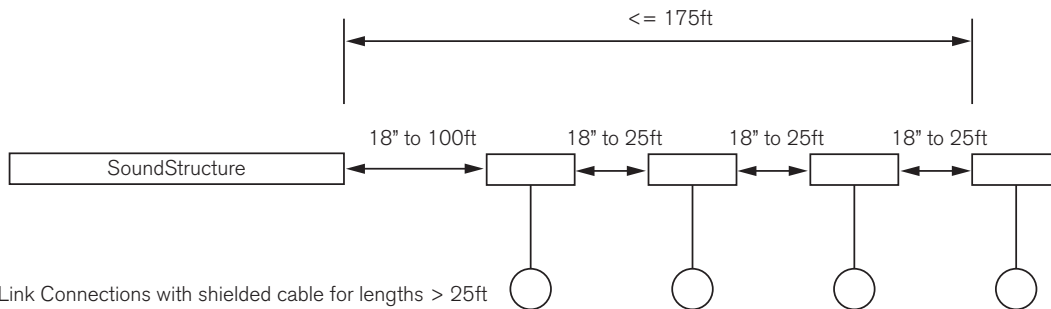 <= 175ft
18” to 100ft
18” to 25ft
18” to 25ft
18” to 25ft
SoundStructure
Link Connections with shielded cable for lengths > 25ft